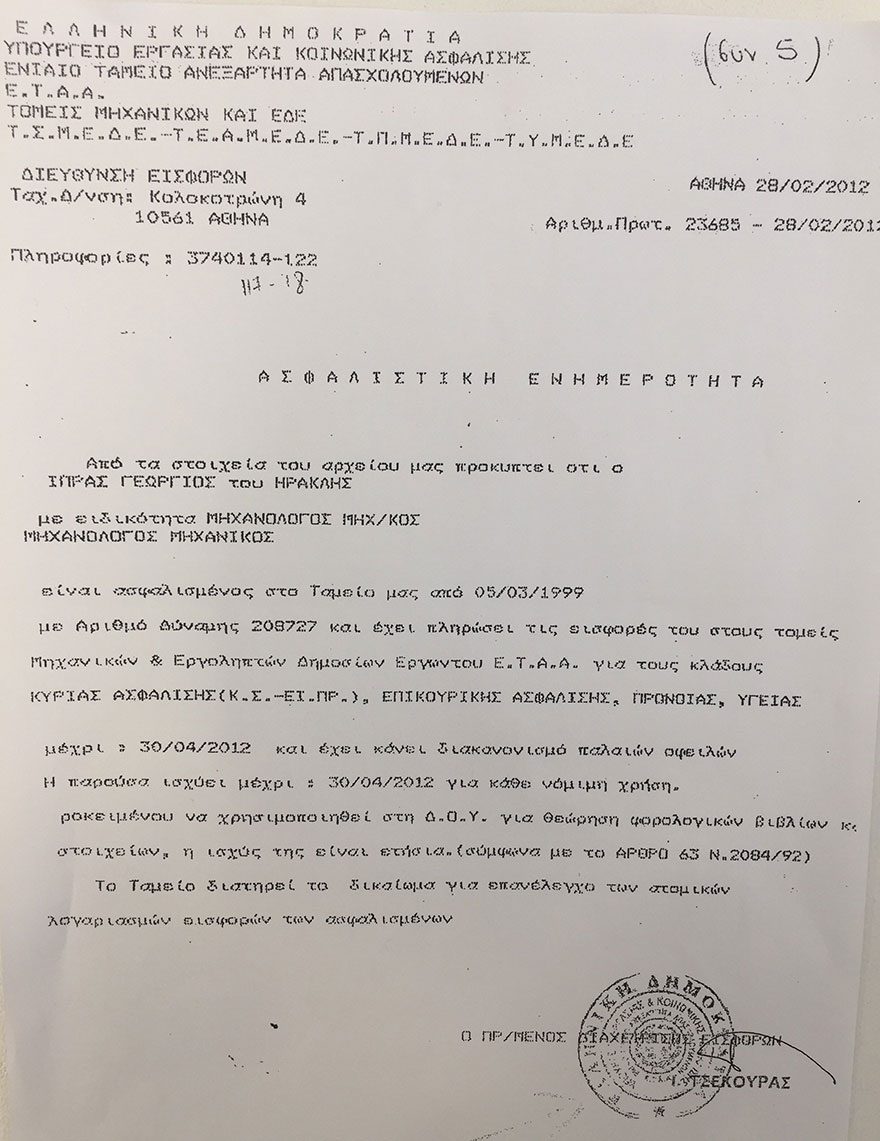 Ε Λ Λ Η Ν Ι Κ Η  Δ Η Μ Ο Κ Ρ Α Τ Ι Α
(συν 5)
ΥΠΟΥΡΓΕΙΟ ΕΡΓΑΣΙΑΣ ΚΑΙ ΚΟΙΝΩΝΙΚΗΣ ΑΣΦΑΛΙΣΗΣ
ΕΝΙΑΙΟ ΤΑΜΕΙΟ ΑΝΕΞΑΡΤΗΤΑ ΑΠΑΣΧΟΛΟΥΜΕΝΩΝ
Ε.Τ.Α.Α.
ΤΟΜΕΙΣ ΜΗΧΑΝΙΚΩΝ ΚΑΙ ΕΔΕ
Τ.Σ.Μ.Ε.Δ.Ε.-Τ.Ε.Α.Μ.Ε.Δ.Ε.-Τ.Π.Μ.Ε.Δ.Ε.-Τ.Υ.Μ.Ε.Δ.Ε
ΔΙΕΥΘΥΝΣΗ ΕΙΣΦΟΡΩΝ
ΑΘΗΝΑ 28/02/2012
Ταχ.Δ/νση: Κολοκοτρώνη 4
10561 ΑΘΗΝΑ
Αριθμ.Πρωτ. 23685 - 28/02/2012
Πληροφορίες : 3740114-122
117-18
Α Σ Φ Α Λ Ι Σ Τ Ι Κ Η  Ε Ν Η Μ Ε Ρ Ο Τ Η Τ Α
Από τα στοιχεία του αρχείου μας προκυπτει οτι ο
ΙΠΡΑΣ ΓΕΩΡΓΙΟΣ του ΗΡΑΚΛΗΣ
με ειδικότητα ΜΗΧΑΝΟΛΟΓΟΣ ΜΗΧ/ΚΟΣ
ΜΗΧΑΝΟΛΟΓΟΣ ΜΗΧΑΝΙΚΟΣ
είναι ασφαλισμένος στο Ταμείο μας από 05/03/1999
με Αριθμό Δύναμης 208727 και έχει πληρώσει τις εισφορές του στους τομείς
Μηχανικών & Εργοληπτών Δημοσίων Εργωντου Ε.Τ.Α.Α. για τους κλάδους
ΚΥΡΙΑΣ ΑΣΦΑΛΙΣΗΣ(Κ.Σ.-ΕΙ.ΠΡ.), ΕΠΙΚΟΥΡΙΚΗΣ ΑΣΦΑΛΙΣΗΣ, ΠΡΟΝΟΙΑΣ, ΥΓΕΙΑΣ
μέχρι : 30/04/2012 και έχει κάνει διακανονισμό παλαιών οφειλών
Η παρούσα ισχύει μέχρι : 30/04/2012 για κάθε νόμιμη χρήση.
ροκειμένου να χρησιμοποιηθεί στη Δ.Ο.Υ. για θεώρηση φορολογικών βιβλίων κ.
στοιχείων, η ισχύς της είναι ετήσια.(σύμφωνα με το ΑΡΘΡΟ 63 Ν.2084/92)
Το Ταμείο διατηρεί το δικαίωμα για επανέλεγχο των ατομικών
λογαριασμών εισφορών των ασφαλισμένων
Ο ΠΡ/ΜΕΝΟΣ ΔΙΑΧΕΙΡΙΣΗΣ ΕΙΣΦΟΡΩΝ
Ι. ΤΣΕΚΟΥΡΑΣ